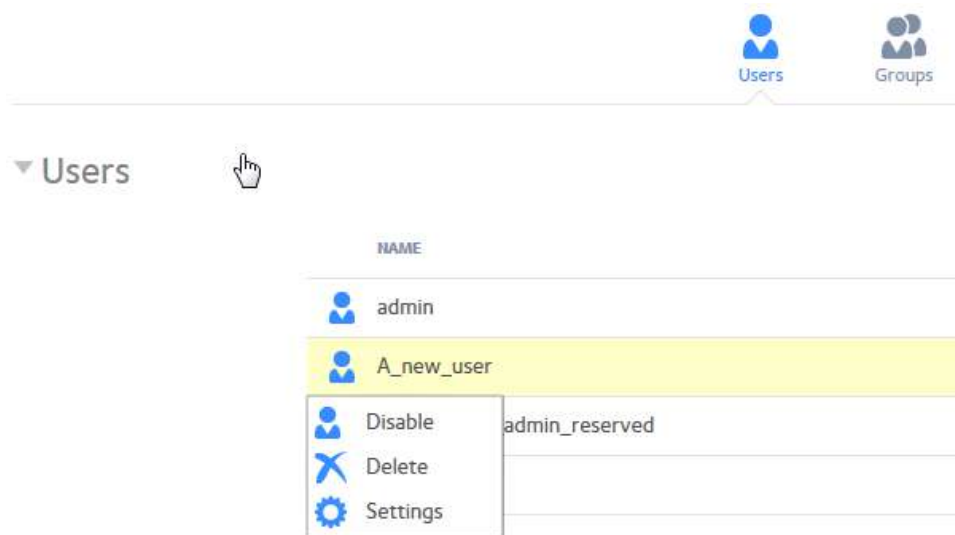 Users Groups
Users
NAME
admin
A_new_user
Disable admin_reserved
Delete
Settings